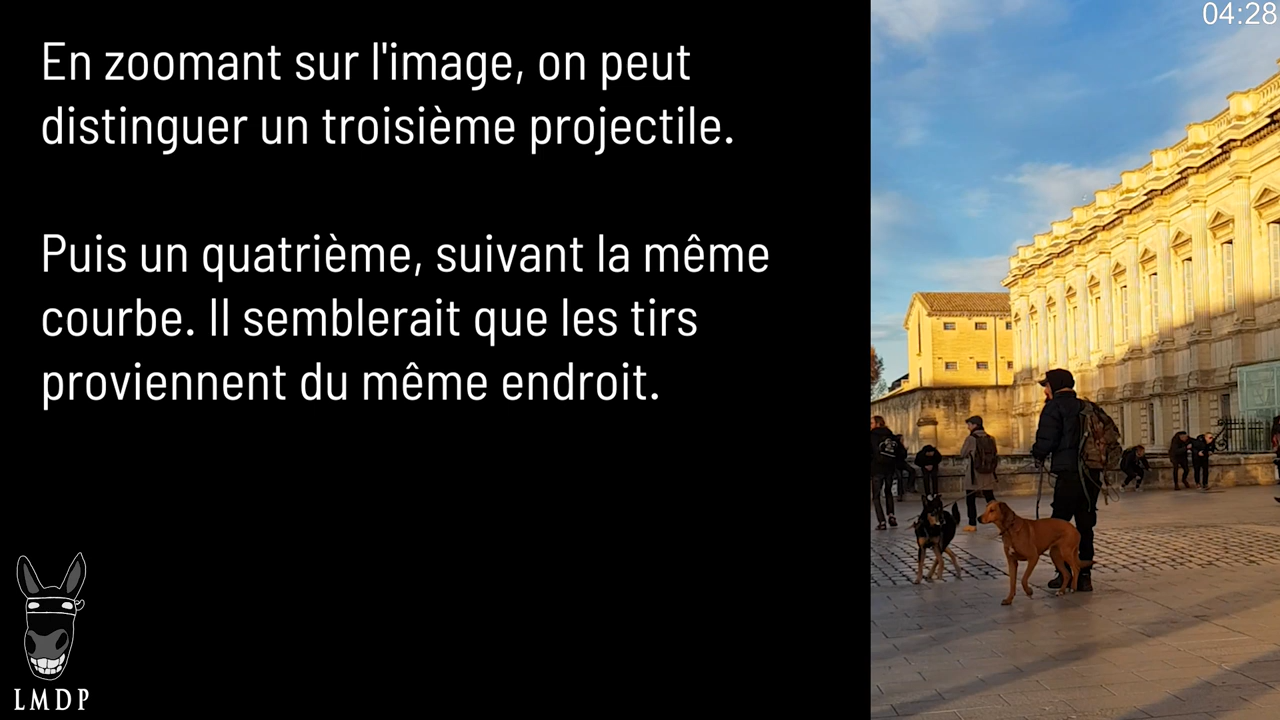 04:28
En zoomant sur l'image, on peut
distinguer un troisième projectile.
Puis un quatrième, suivant la même
courbe. Il semblerait que les tirs
proviennent du même endroit.
LMDP